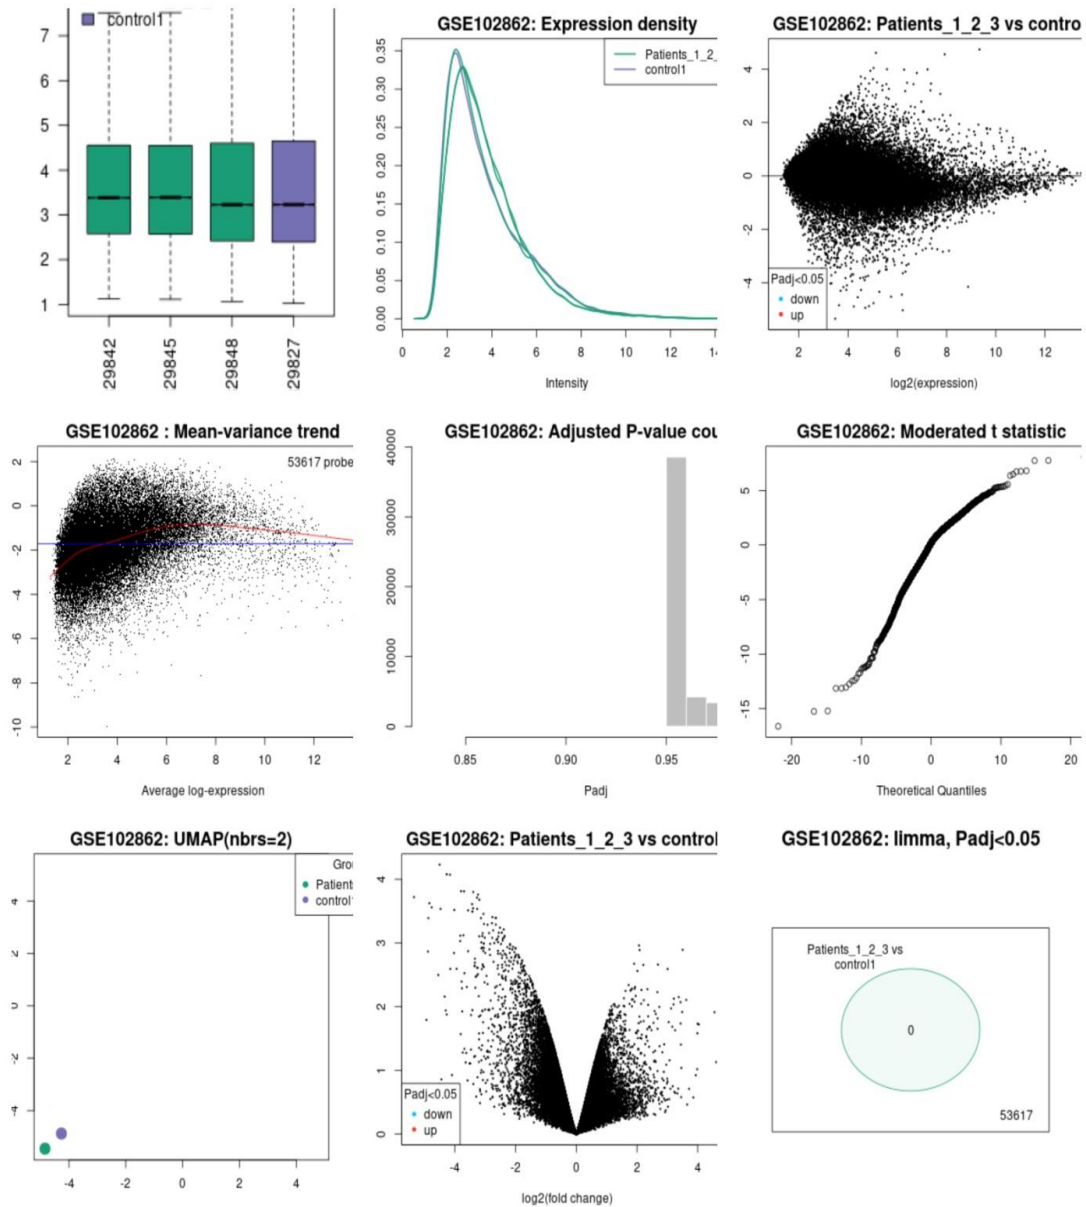 control1
7
6
5
4
3
2
1
29842
29845
29848
29827
GSE102862: Expression density
Patients_1_2_
control1
0.35
0.30
0.25
0.20
0.15
0.10
0.05
0.00
0 2 4 6 8 10 12 14
Intensity
GSE102862: Patients_1_2_3 vs contro
4
2
0
-2
-4
Padj<0.05
down
up
2 4 6 8 10 12
log2(expression)
GSE102862 : Mean-variance trend
53617 probe
2
0
-2
-4
-6
-8
-10
2 4 6 8 10 12
Average log-expression
GSE102862: Adjusted P-value cou
40000
30000
20000
10000
0
0.85 0.90 0.95
Padj
GSE102862: Moderated t statistic
5
0
-5
-10
-15
-20 -10 0 10 20
Theoretical Quantiles
GSE102862: UMAP(nbrs=2)
Grou
Patient
control
4
2
0
-2
-4
-4 -2 0 2 4
GSE102862: Patients_1_2_3 vs control
4
3
2
1
0
Padj<0.05
down
up
-4 -2 0 2 4
log2(fold change)
GSE102862: limma, Padj<0.05
Patients_1_2_3 vs
control1
0
53617